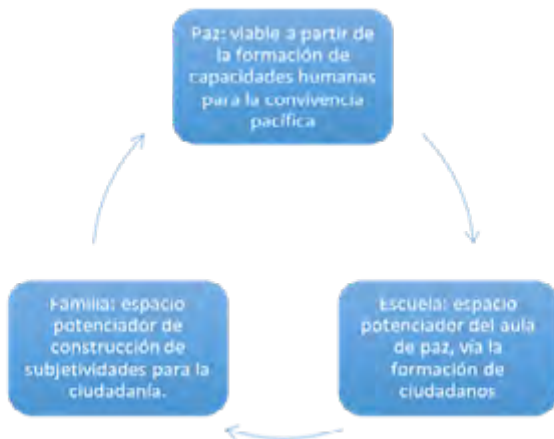 Paz: viable a partir de
la formación de
capacidades humanas
para la convivencia
pacífica
Familia: espacio
potenciador de
construcción de
subjetividades para la
ciudadanía.
Escuela: espacio
potenciador del aula
de paz, vía la
formación de
ciudadanos